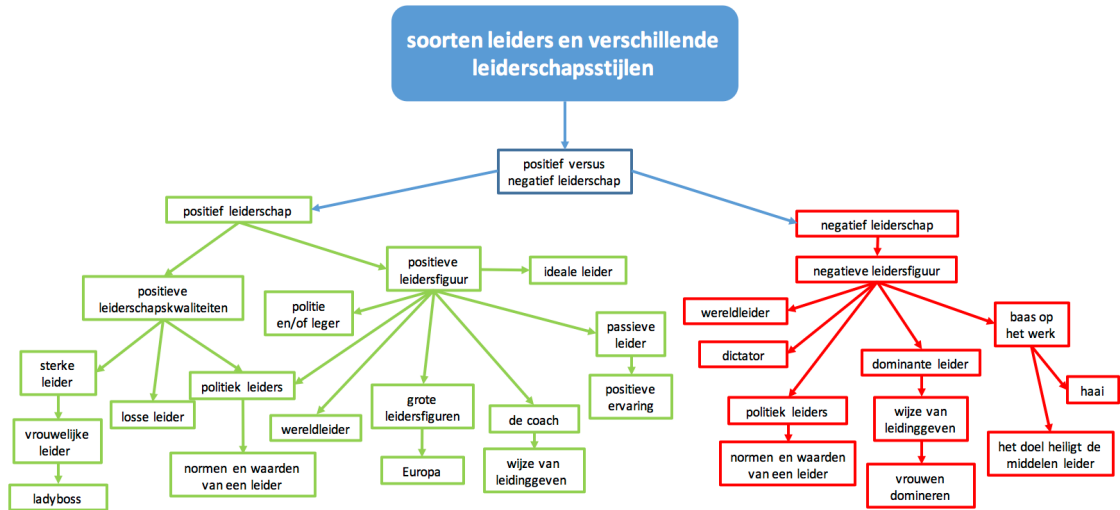 soorten leiders en verschillende
leiderschapsstijlen
positief versus
negatief leiderschap
positief leiderschap
negatief leiderschap
positieve
leidersfiguur
ideale leider
negatieve leidersfiguur
positieve
leiderschapskwaliteiten
politie
en/of leger
passieve
leider
wereldleider
baas op
het werk
sterke
leider
politiek leiders
dictator
dominante leider
losse leider
grote
leidersfiguren
positieve
ervaring
haai
vrouwelijke
leider
wereldleider
de coach
politiek leiders
wijze van
leidinggeven
normen en waarden
van een leider
Europa
wijze van
leidinggeven
normen en waarden
van een leider
het doel heiligt de
middelen leider
ladyboss
vrouwen
domineren